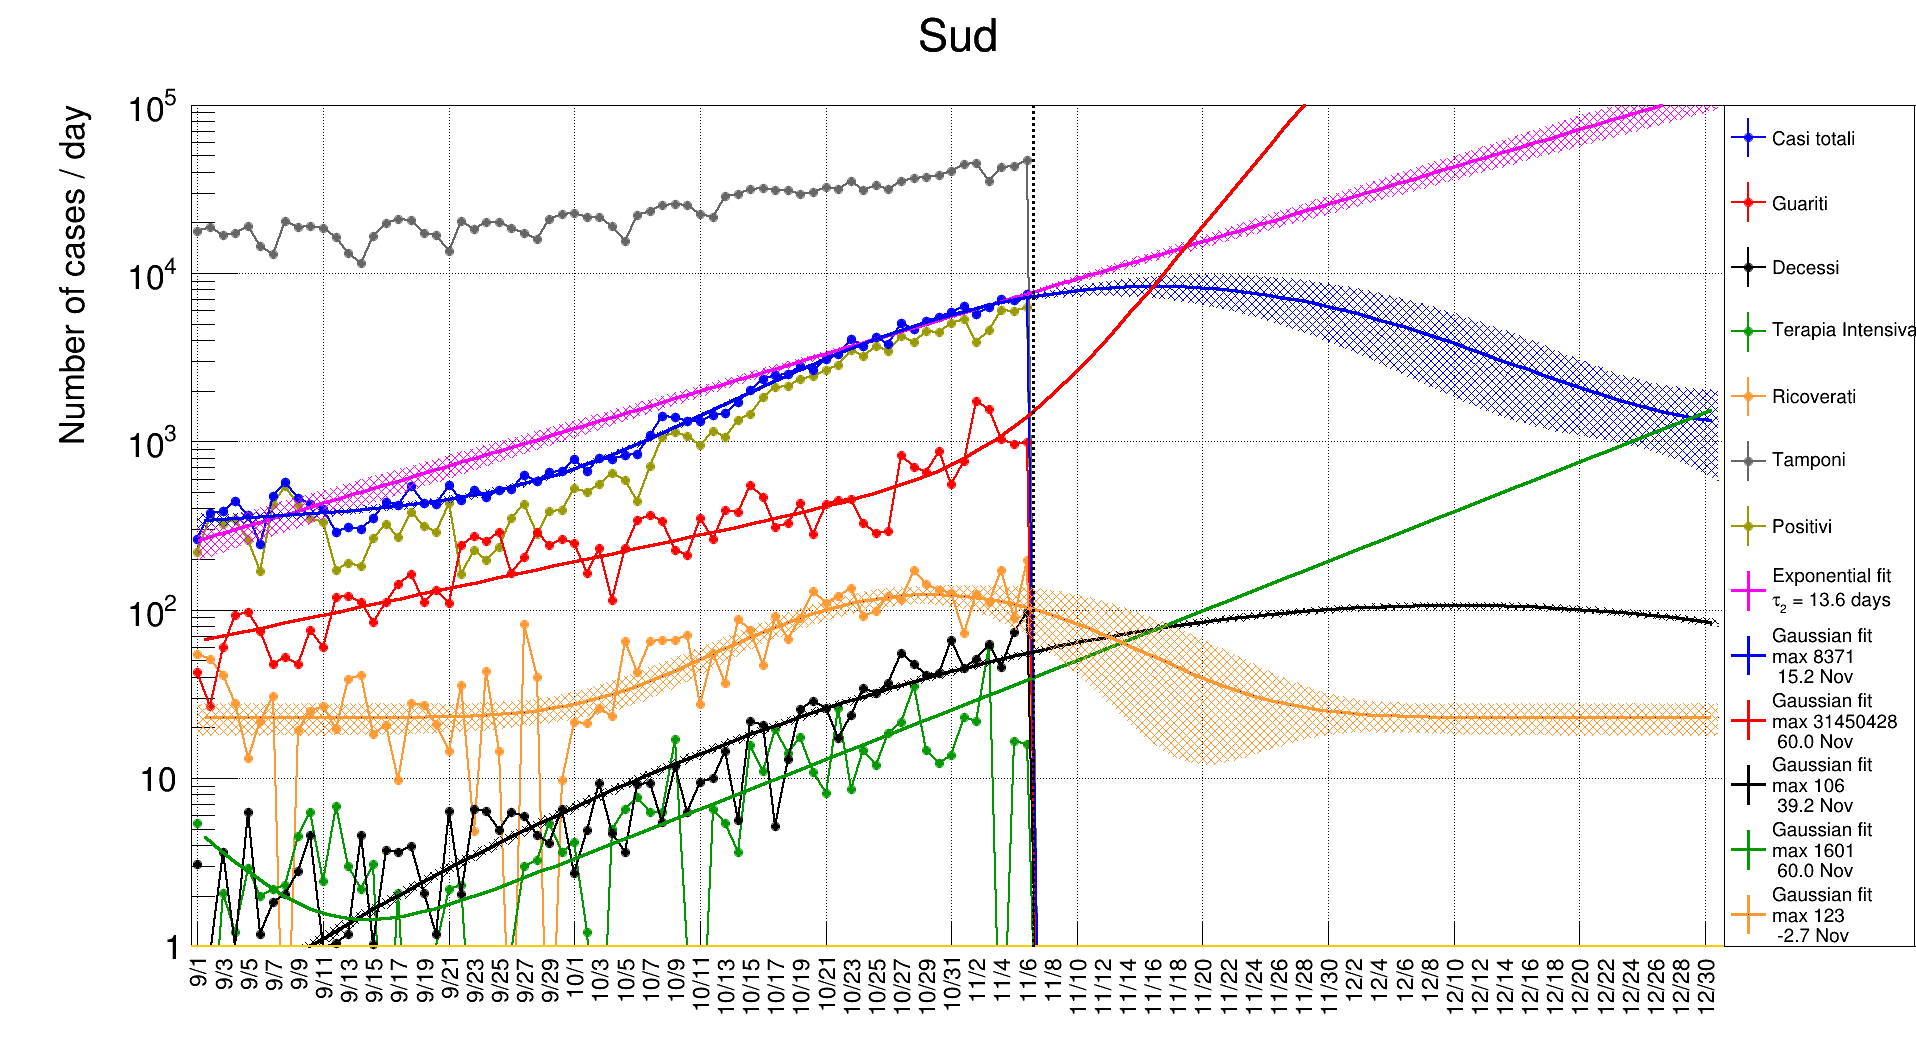 Sud
Number of cases / day
10^5
10^4
10^3
10^2
10
1
9/1 9/3 9/5 9/7 9/9 9/11 9/13 9/15 9/17 9/19 9/21 9/23 9/25 9/27 9/29 10/1 10/3 10/5 10/7 10/9 10/11 10/13 10/15 10/17 10/19 10/21 10/23 10/25 10/27 10/29 10/31 11/2 11/4 11/6 11/8 11/10 11/12 11/14 11/16 11/18 11/20 11/22 11/24 11/26 11/28 11/30 12/2 12/4 12/6 12/8 12/10 12/12 12/14 12/16 12/18 12/20 12/22 12/24 12/26 12/28 12/30
Casi totali
Guariti
Decessi
Terapia Intensiva
Ricoverati
Tamponi
Positivi
Exponential fit
τ₂ = 13.6 days
Gaussian fit
max 8371
15.2 Nov
Gaussian fit
max 31450428
60.0 Nov
Gaussian fit
max 106
39.2 Nov
Gaussian fit
max 1601
60.0 Nov
Gaussian fit
max 123
-2.7 Nov